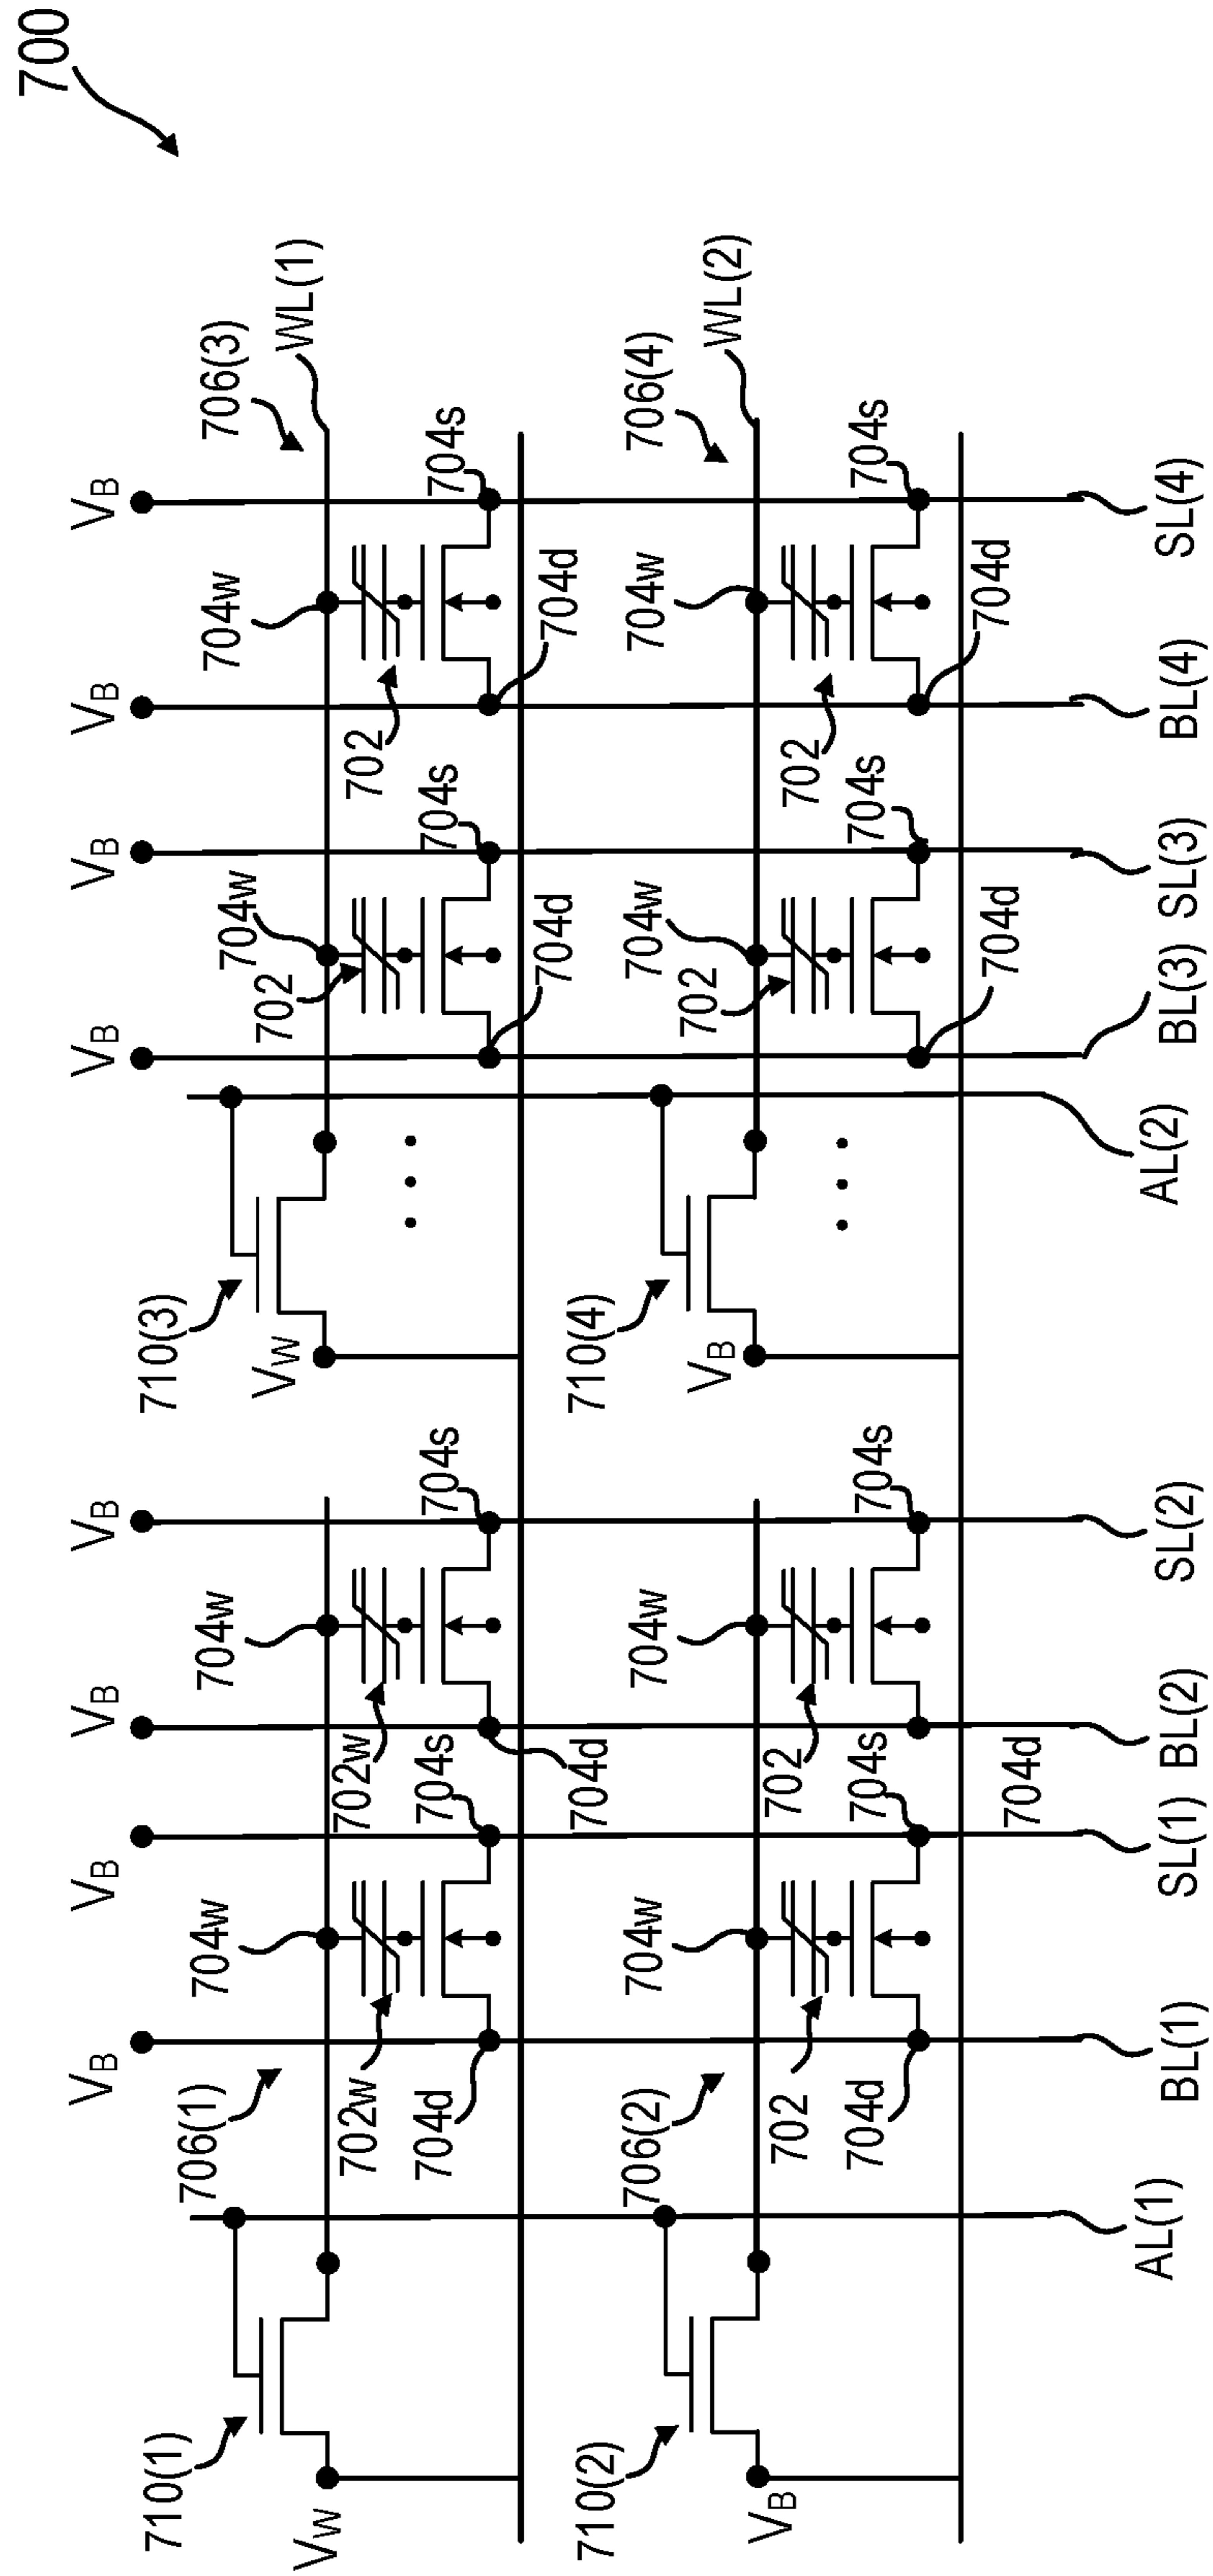 700
VB VB VB VB VB VB VB VB
710(1) 710(3)
706(1) 704w 704w 704w 704w 706(3)
VW 702 WL(1)
VW 702w 702w 702
704d 704s 704s 704s 704s
704d 704d 704d
710(2) 710(4)
706(2) 704w 704w 704w 704w 706(4)
VB 702 WL(2)
VB 702 702 702
704d 704s 704s 704s 704s
704d 704d 704d
AL(1) BL(1) SL(1) BL(2) SL(2) AL(2) BL(3) SL(3) BL(4) SL(4)